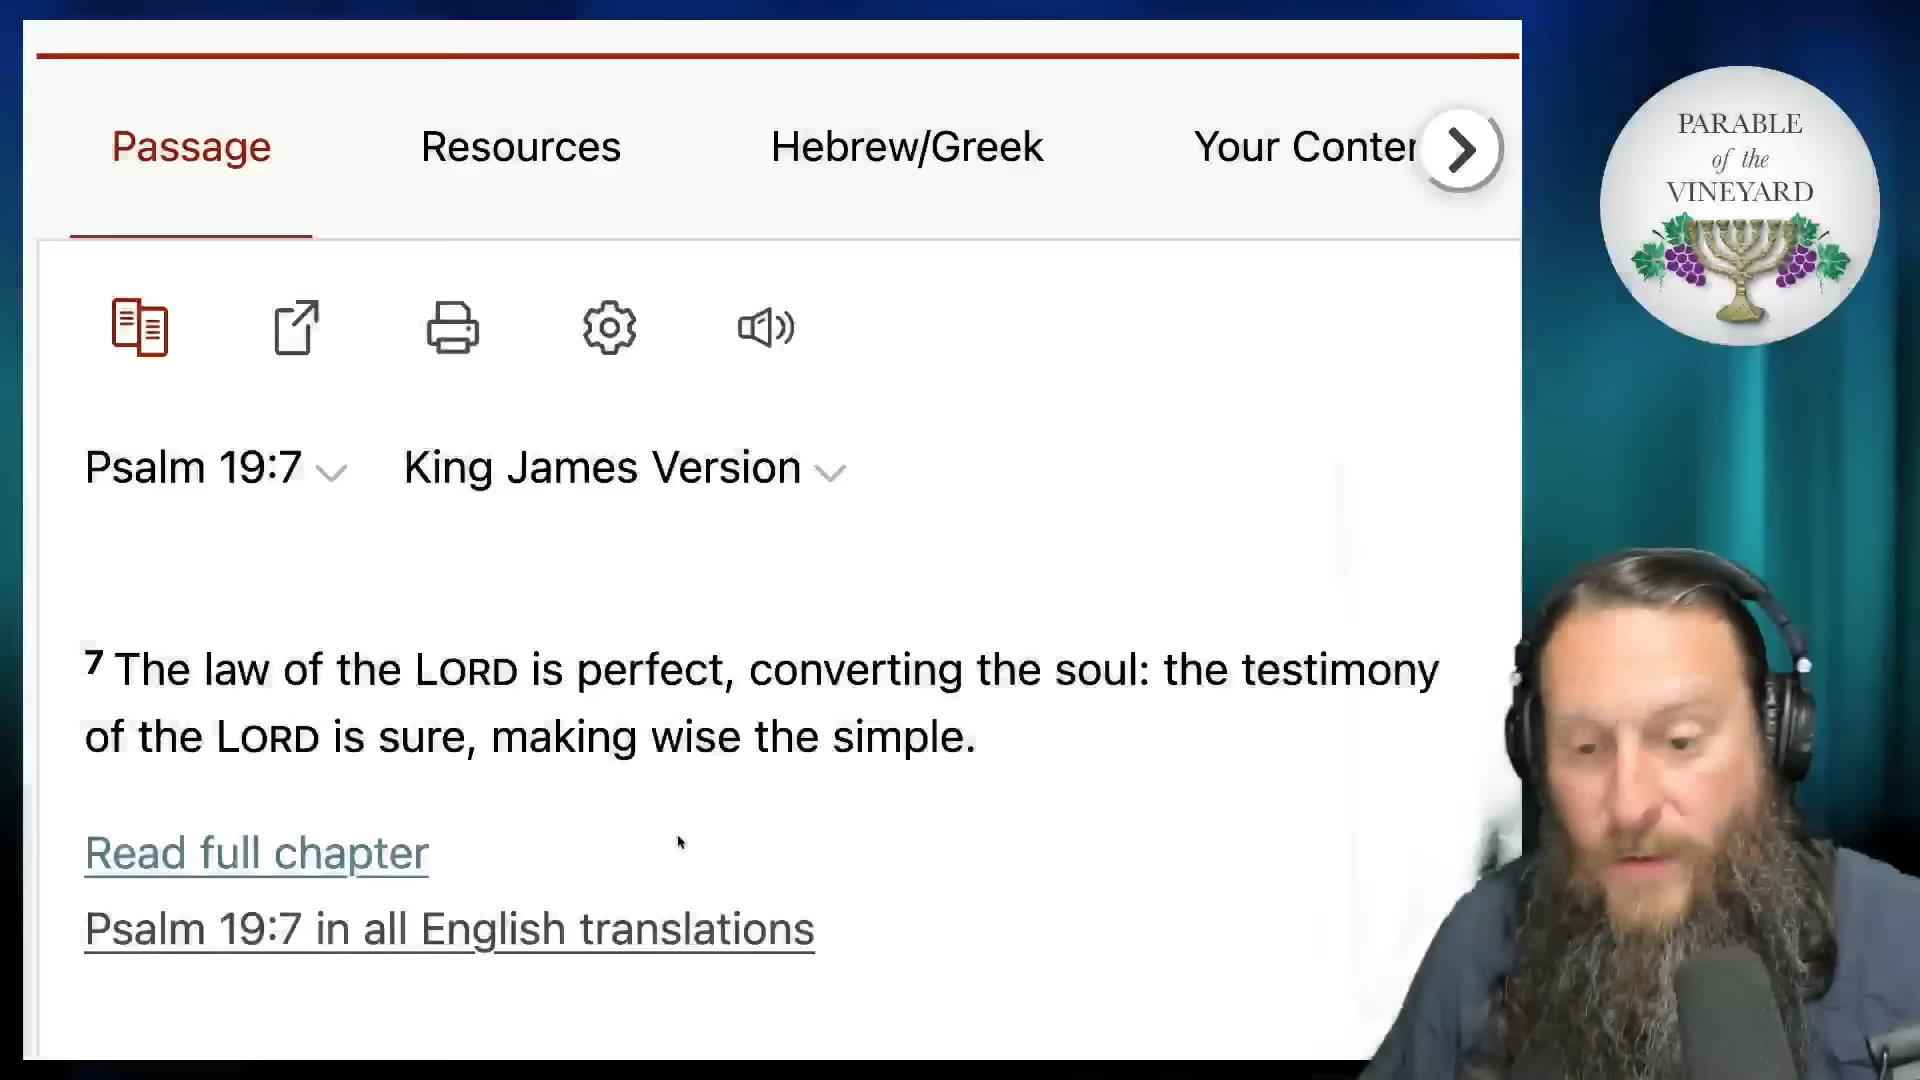 Passage Resources Hebrew/Greek Your Conten
PARABLE
of the
VINEYARD
Psalm 19:7 King James Version
7 The law of the LORD is perfect, converting the soul: the testimony
of the LORD is sure, making wise the simple.
Read full chapter
Psalm 19:7 in all English translations